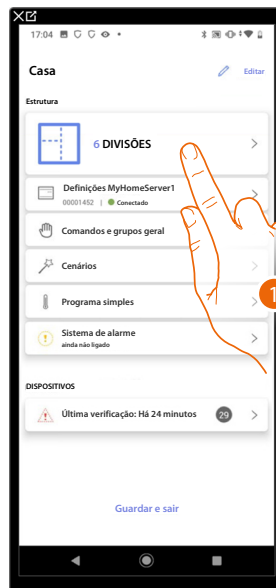 17:04
Casa
Editar
Estrutura
6 DIVISÕES
Definições MyHomeServer1
00001452 | Conectado
Comandos e grupos geral
Cenários
Programa simples
1
Sistema de alarme
ainda não ligado
DISPOSITIVOS
Última verificação: Há 24 minutos
29
Guardar e sair